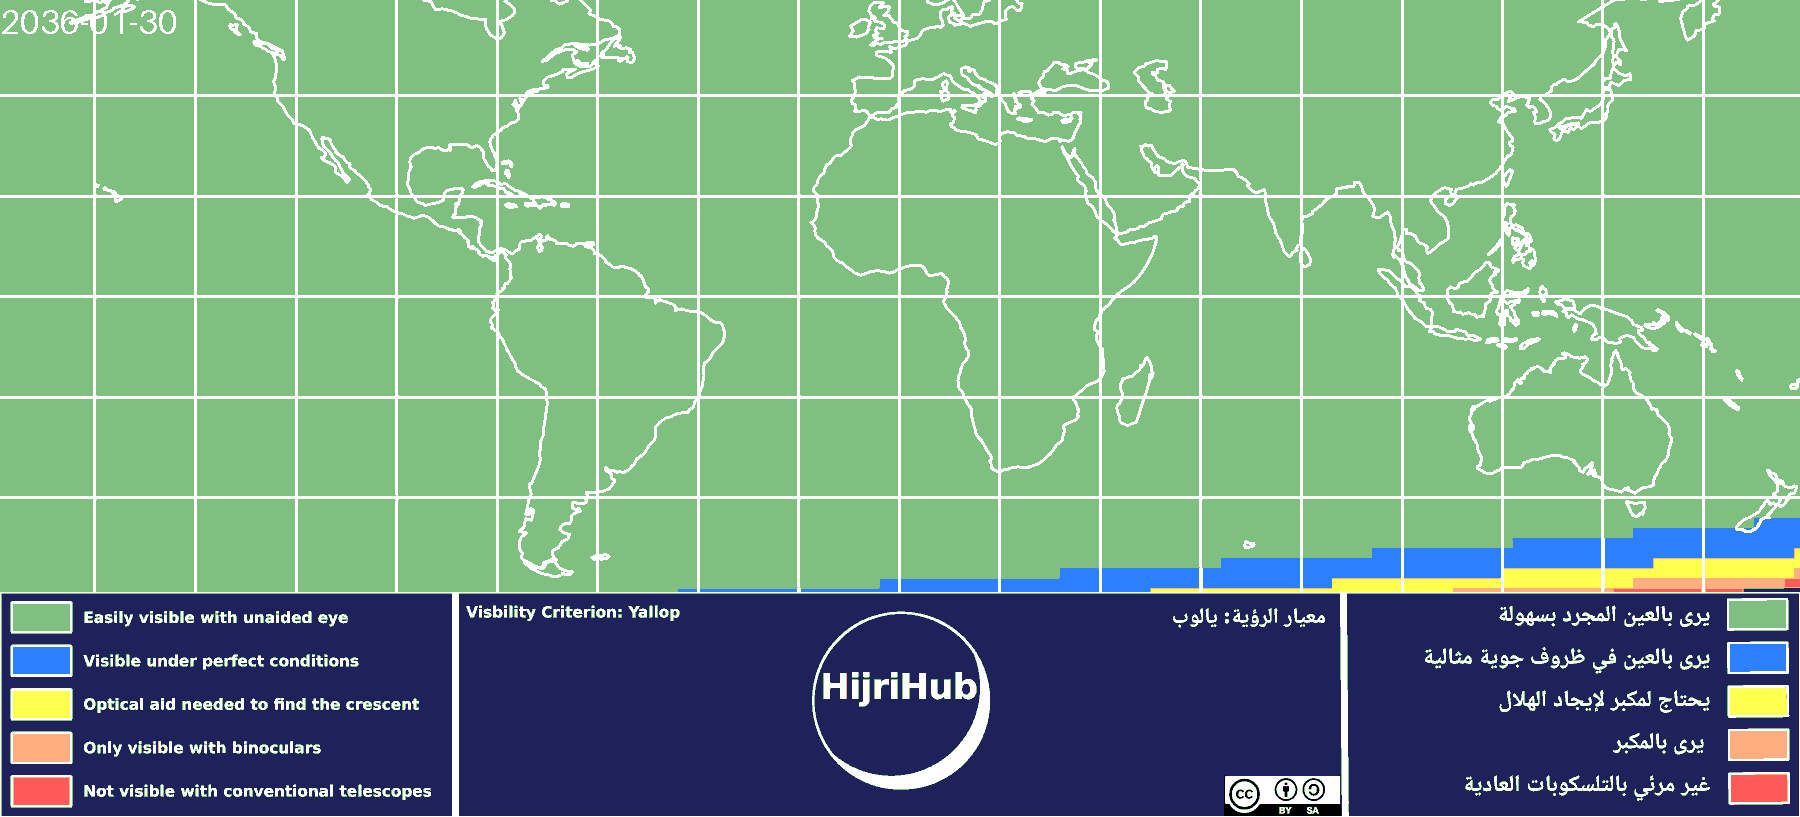 2036-01-30
Easily visible with unaided eye
Visible under perfect conditions
Optical aid needed to find the crescent
Only visible with binoculars
Not visible with conventional telescopes
Visbility Criterion: Yallop
معيار الرؤية: يالوب
HijriHub
cc
BY SA
يرى بالعين المجرد بسهولة
يرى بالعين في ظروف جوية مثالية
يحتاج لمكبر لإيجاد الهلال
يرى بالمكبر
غير مرئي بالتلسكوبات العادية